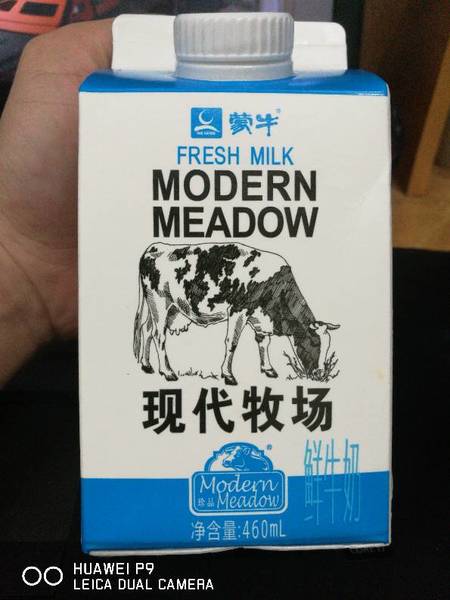 蒙牛
FRESH MILK
MODERN
MEADOW
现代牧场
Modern
珍品 Meadow
鲜牛奶
净含量:460mL
HUAWEI P9
LEICA DUAL CAMERA